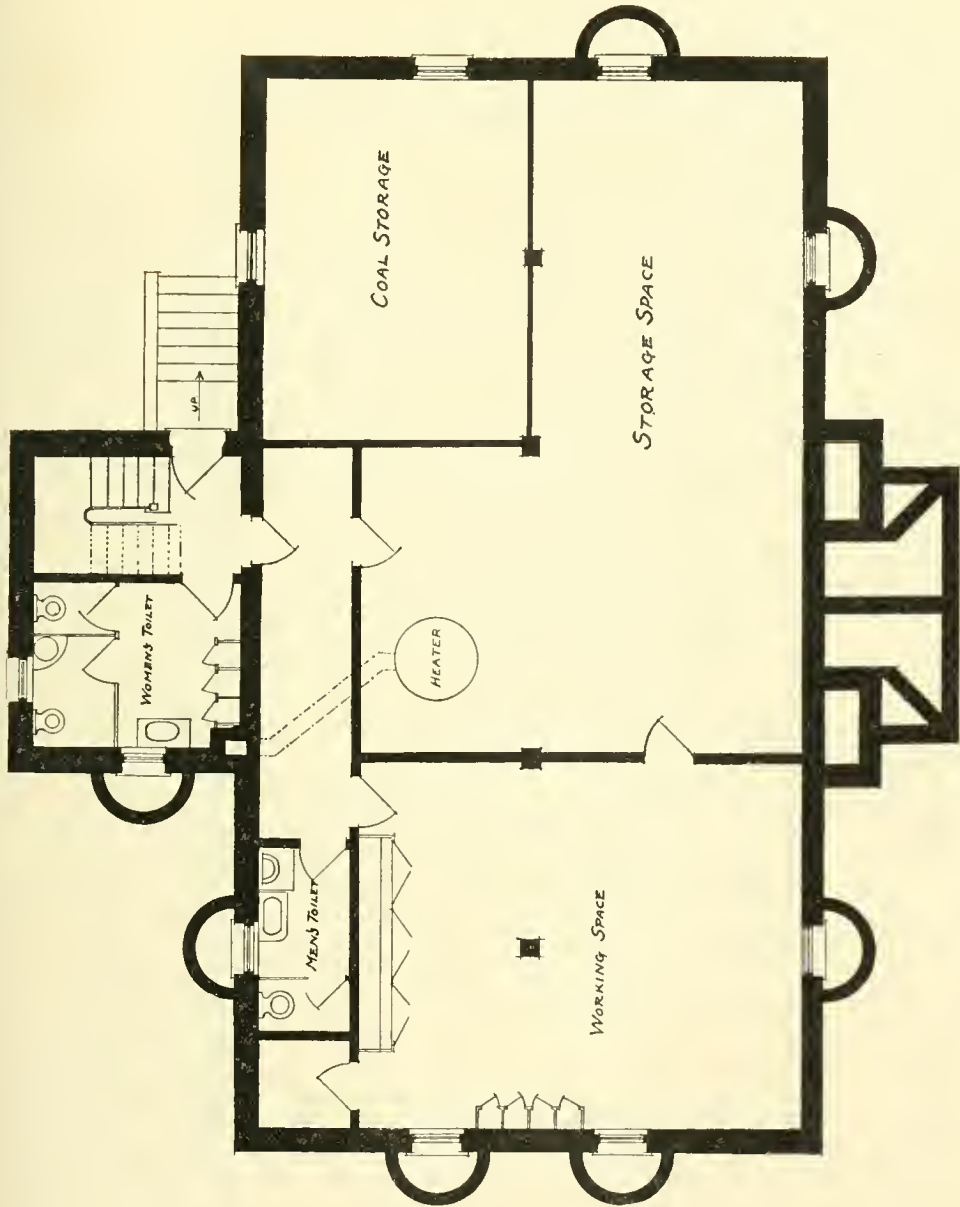 COAL STORAGE
STORAGE SPACE
UP
WOMENS TOILET
HEATER
MENS TOILET
WORKING SPACE